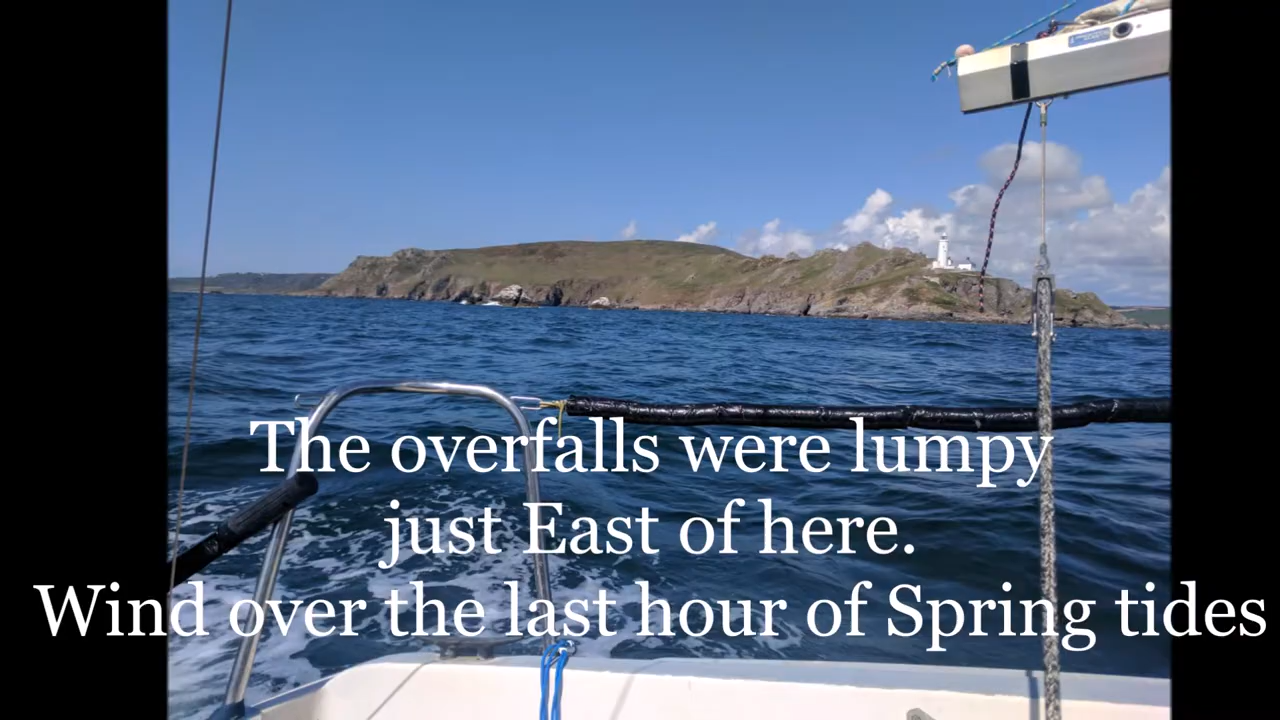 The overfalls were lumpy
just East of here.
Wind over the last hour of Spring tides